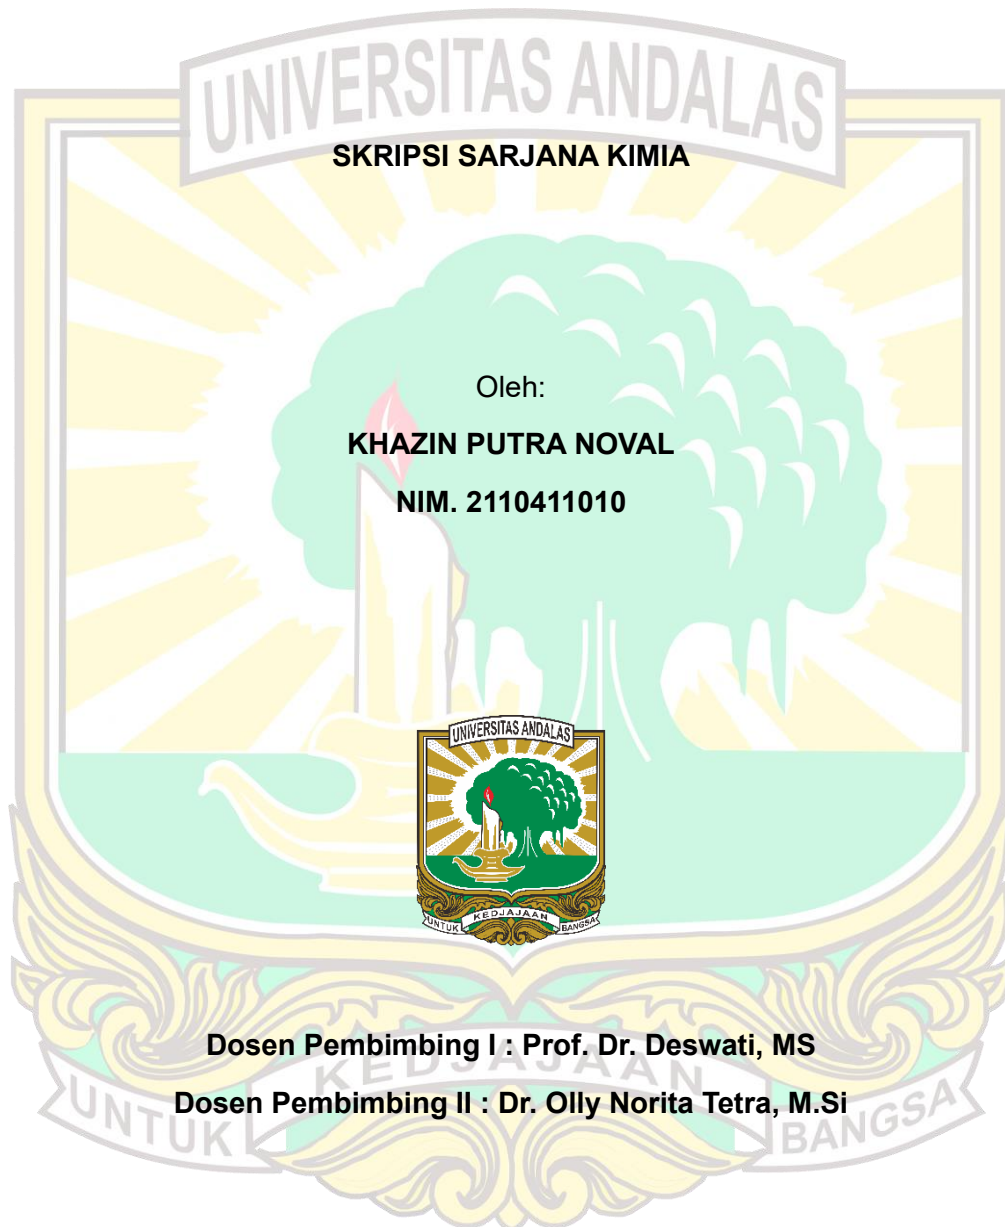 UNIVERSITAS ANDALAS
SKRIPSI SARJANA KIMIA
Oleh:
KHAZIN PUTRA NOVAL
NIM. 2110411010
UNIVERSITAS ANDALAS
UNTUK KEDJAJAAN BANGSA
Dosen Pembimbing I : Prof. Dr. Deswati, MS
Dosen Pembimbing II : Dr. Olly Norita Tetra, M.Si
UNTUK KEDJAJAAN BANGSA